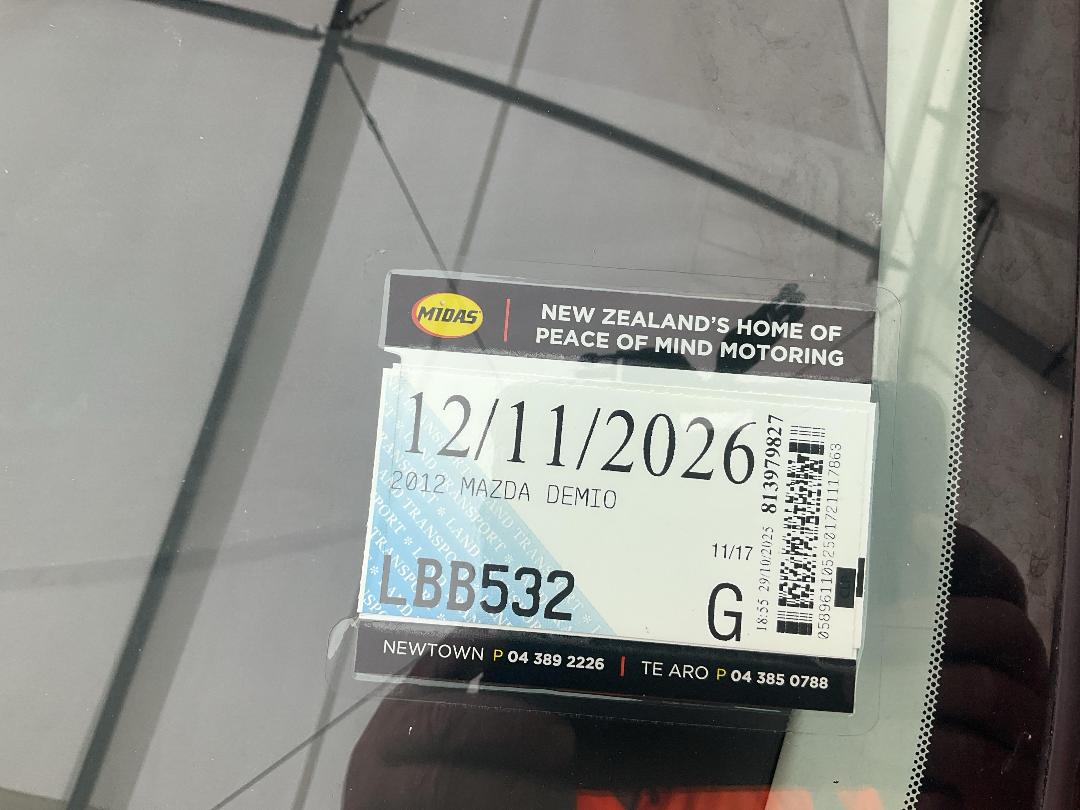 MIDAS
NEW ZEALAND'S HOME OF
PEACE OF MIND MOTORING
12/11/2026
2012 MAZDA DEMIO
11/17
LBB532
G
813979827
18:55 29/10/2025
NEWTOWN P 04 389 2226 | TE ARO P 04 385 0788